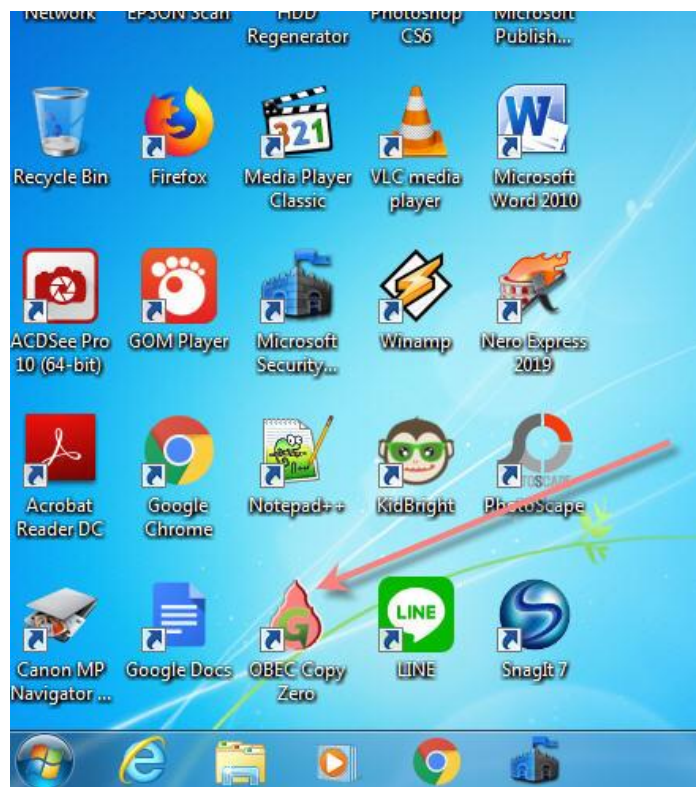 Network EPSON Scan HDD Photoshop Microsoft
Regenerator CS6 Publish...
W
321
Recycle Bin Firefox Media Player VLC media Microsoft
Classic player Word 2010
ACDSee Pro GOM Player Microsoft Winamp Nero Express
10 (64-bit) Security... 2019
TOSCAPE
Acrobat Google Notepad++ KidBright PhotoScape
Reader DC Chrome
G
LINE
S
Canon MP Google Docs OBEC Copy LINE SnagIt 7
Navigator ... Zero